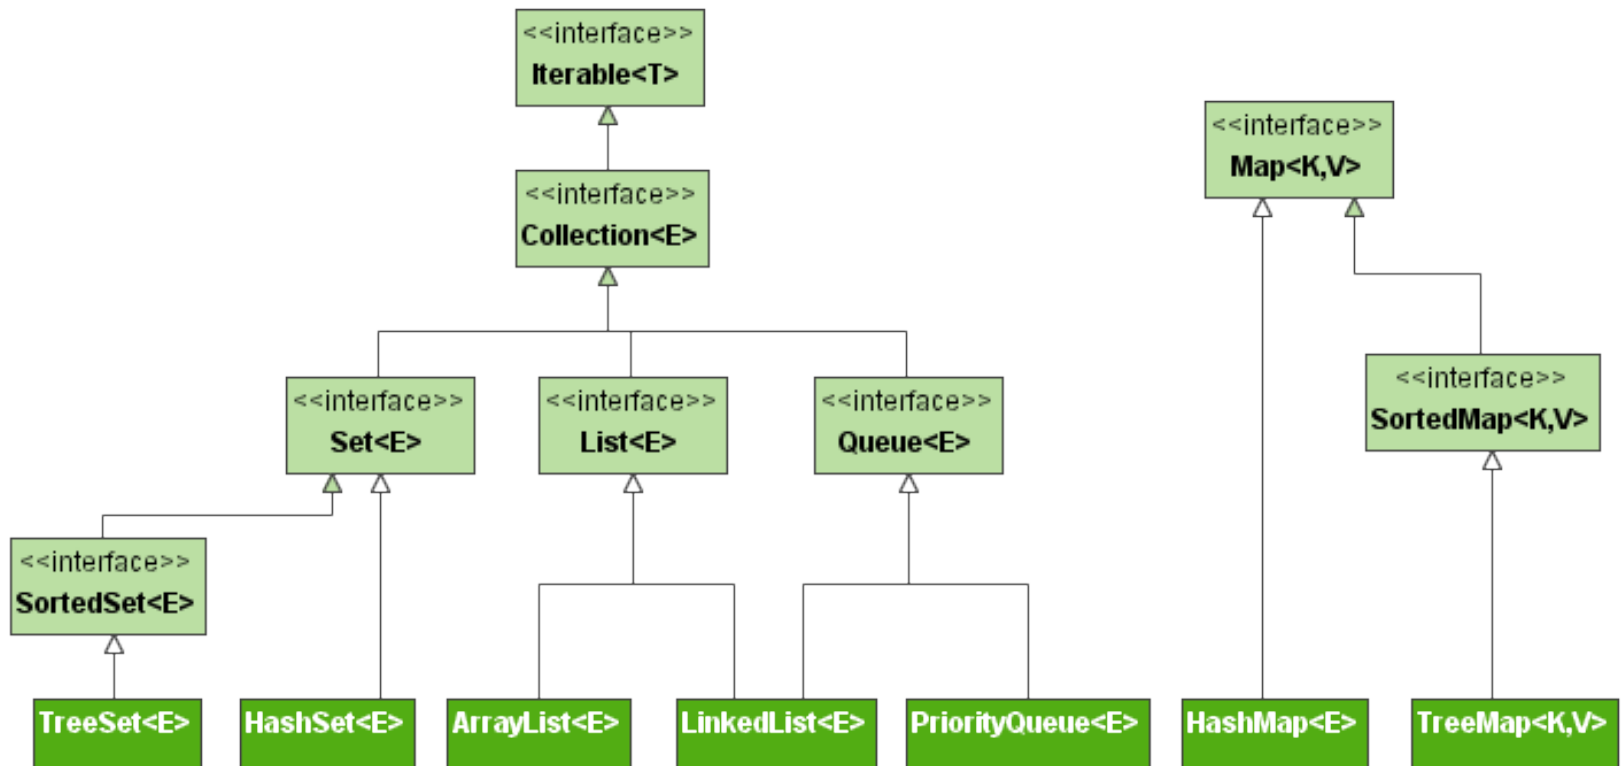 <<interface>>
Iterable<T>
<<interface>>
Map<K,V>
<<interface>>
Collection<E>
<<interface>>
Set<E>
<<interface>>
List<E>
<<interface>>
Queue<E>
<<interface>>
SortedMap<K,V>
<<interface>>
SortedSet<E>
TreeSet<E>
HashSet<E>
ArrayList<E>
LinkedList<E>
PriorityQueue<E>
HashMap<E>
TreeMap<K,V>